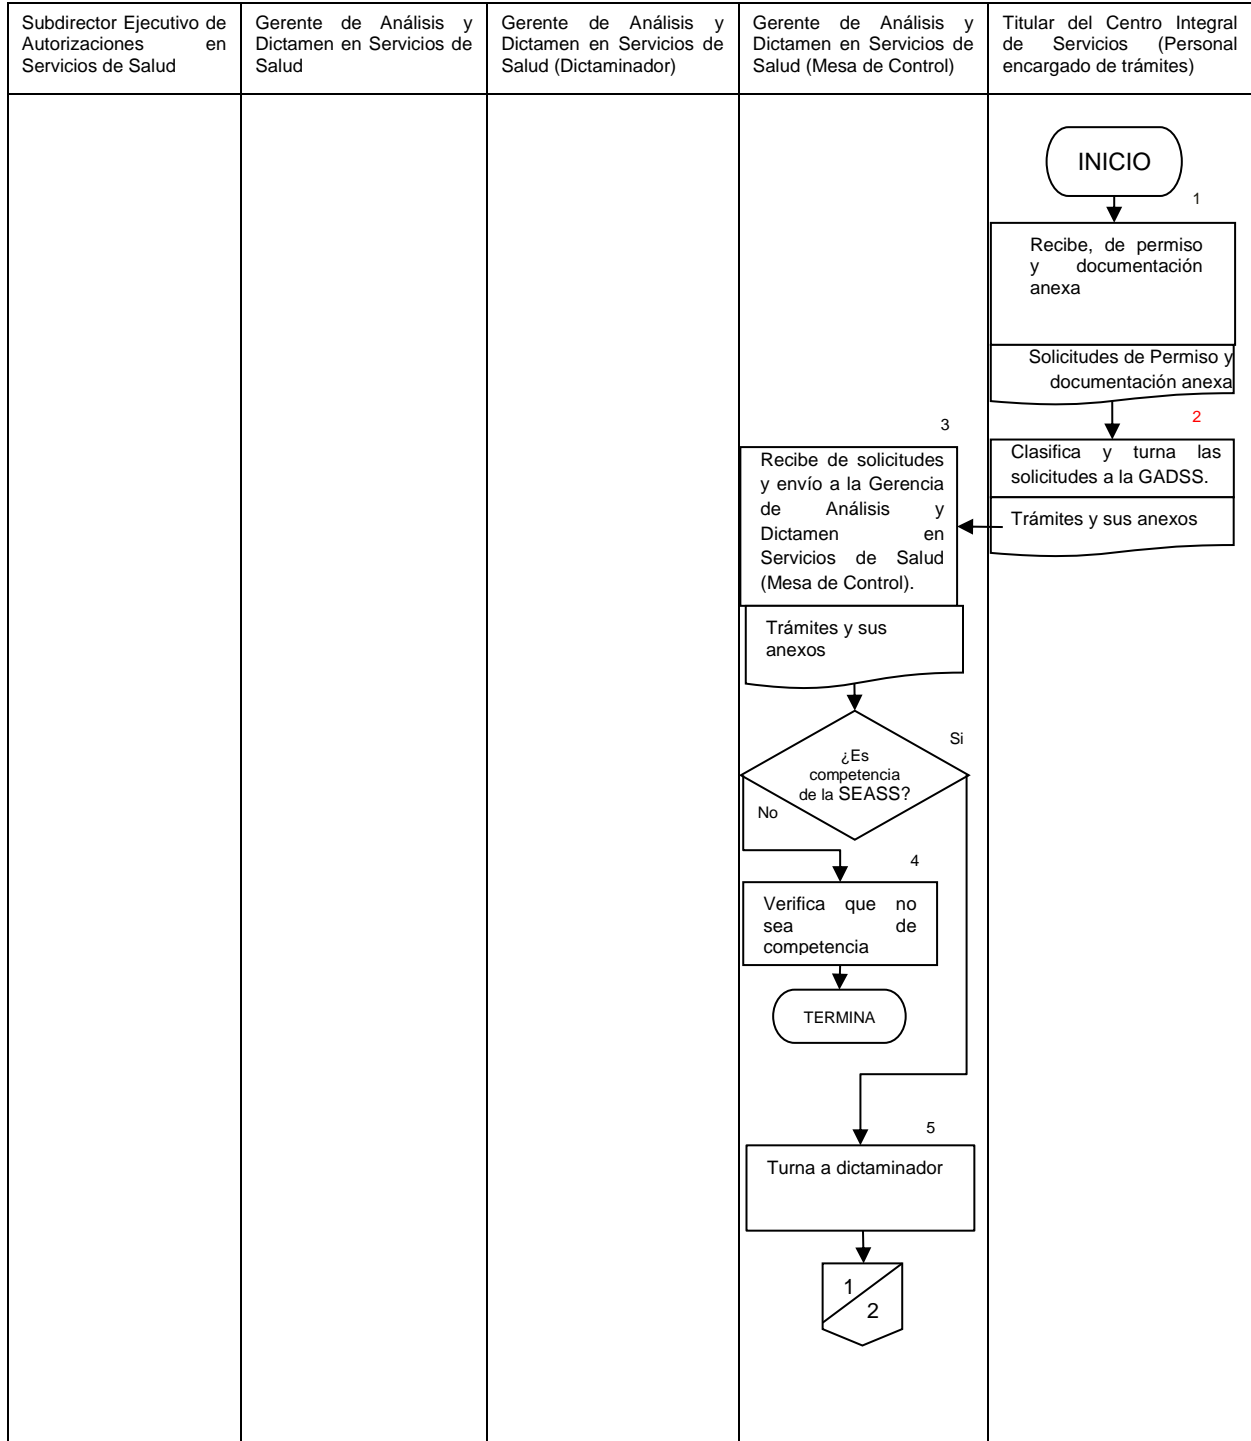 Subdirector Ejecutivo de
Autorizaciones en
Servicios de Salud
Gerente de Análisis y
Dictamen en Servicios de
Salud
Gerente de Análisis y
Dictamen en Servicios de
Salud (Dictaminador)
Gerente de Análisis y
Dictamen en Servicios de
Salud (Mesa de Control)
Titular del Centro Integral
de Servicios (Personal
encargado de trámites)
INICIO
1
Recibe, de permiso
y documentación
anexa
Solicitudes de Permiso y
documentación anexa
2
Clasifica y turna las
solicitudes a la GADSS.
Trámites y sus anexos
3
Recibe de solicitudes
y envío a la Gerencia
de Análisis y
Dictamen en
Servicios de Salud
(Mesa de Control).
Trámites y sus
anexos
¿Es
competencia
de la SEASS?
Si
No
4
Verifica que no
sea de
competencia
TERMINA
5
Turna a dictaminador
1
2